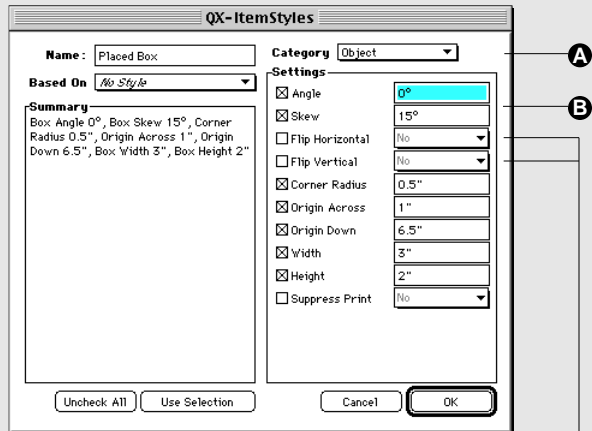 QX-ItemStyles
Name: Placed Box
Based On No Style
Summary
Box Angle 0°, Box Skew 15°, Corner
Radius 0.5", Origin Across 1", Origin
Down 6.5", Box Width 3", Box Height 2"
Category Object
Settings
Angle 0°
Skew 15°
Flip Horizontal No
Flip Vertical No
Corner Radius 0.5"
Origin Across 1"
Origin Down 6.5"
Width 3"
Height 2"
Suppress Print No
Uncheck All Use Selection Cancel OK
A
B